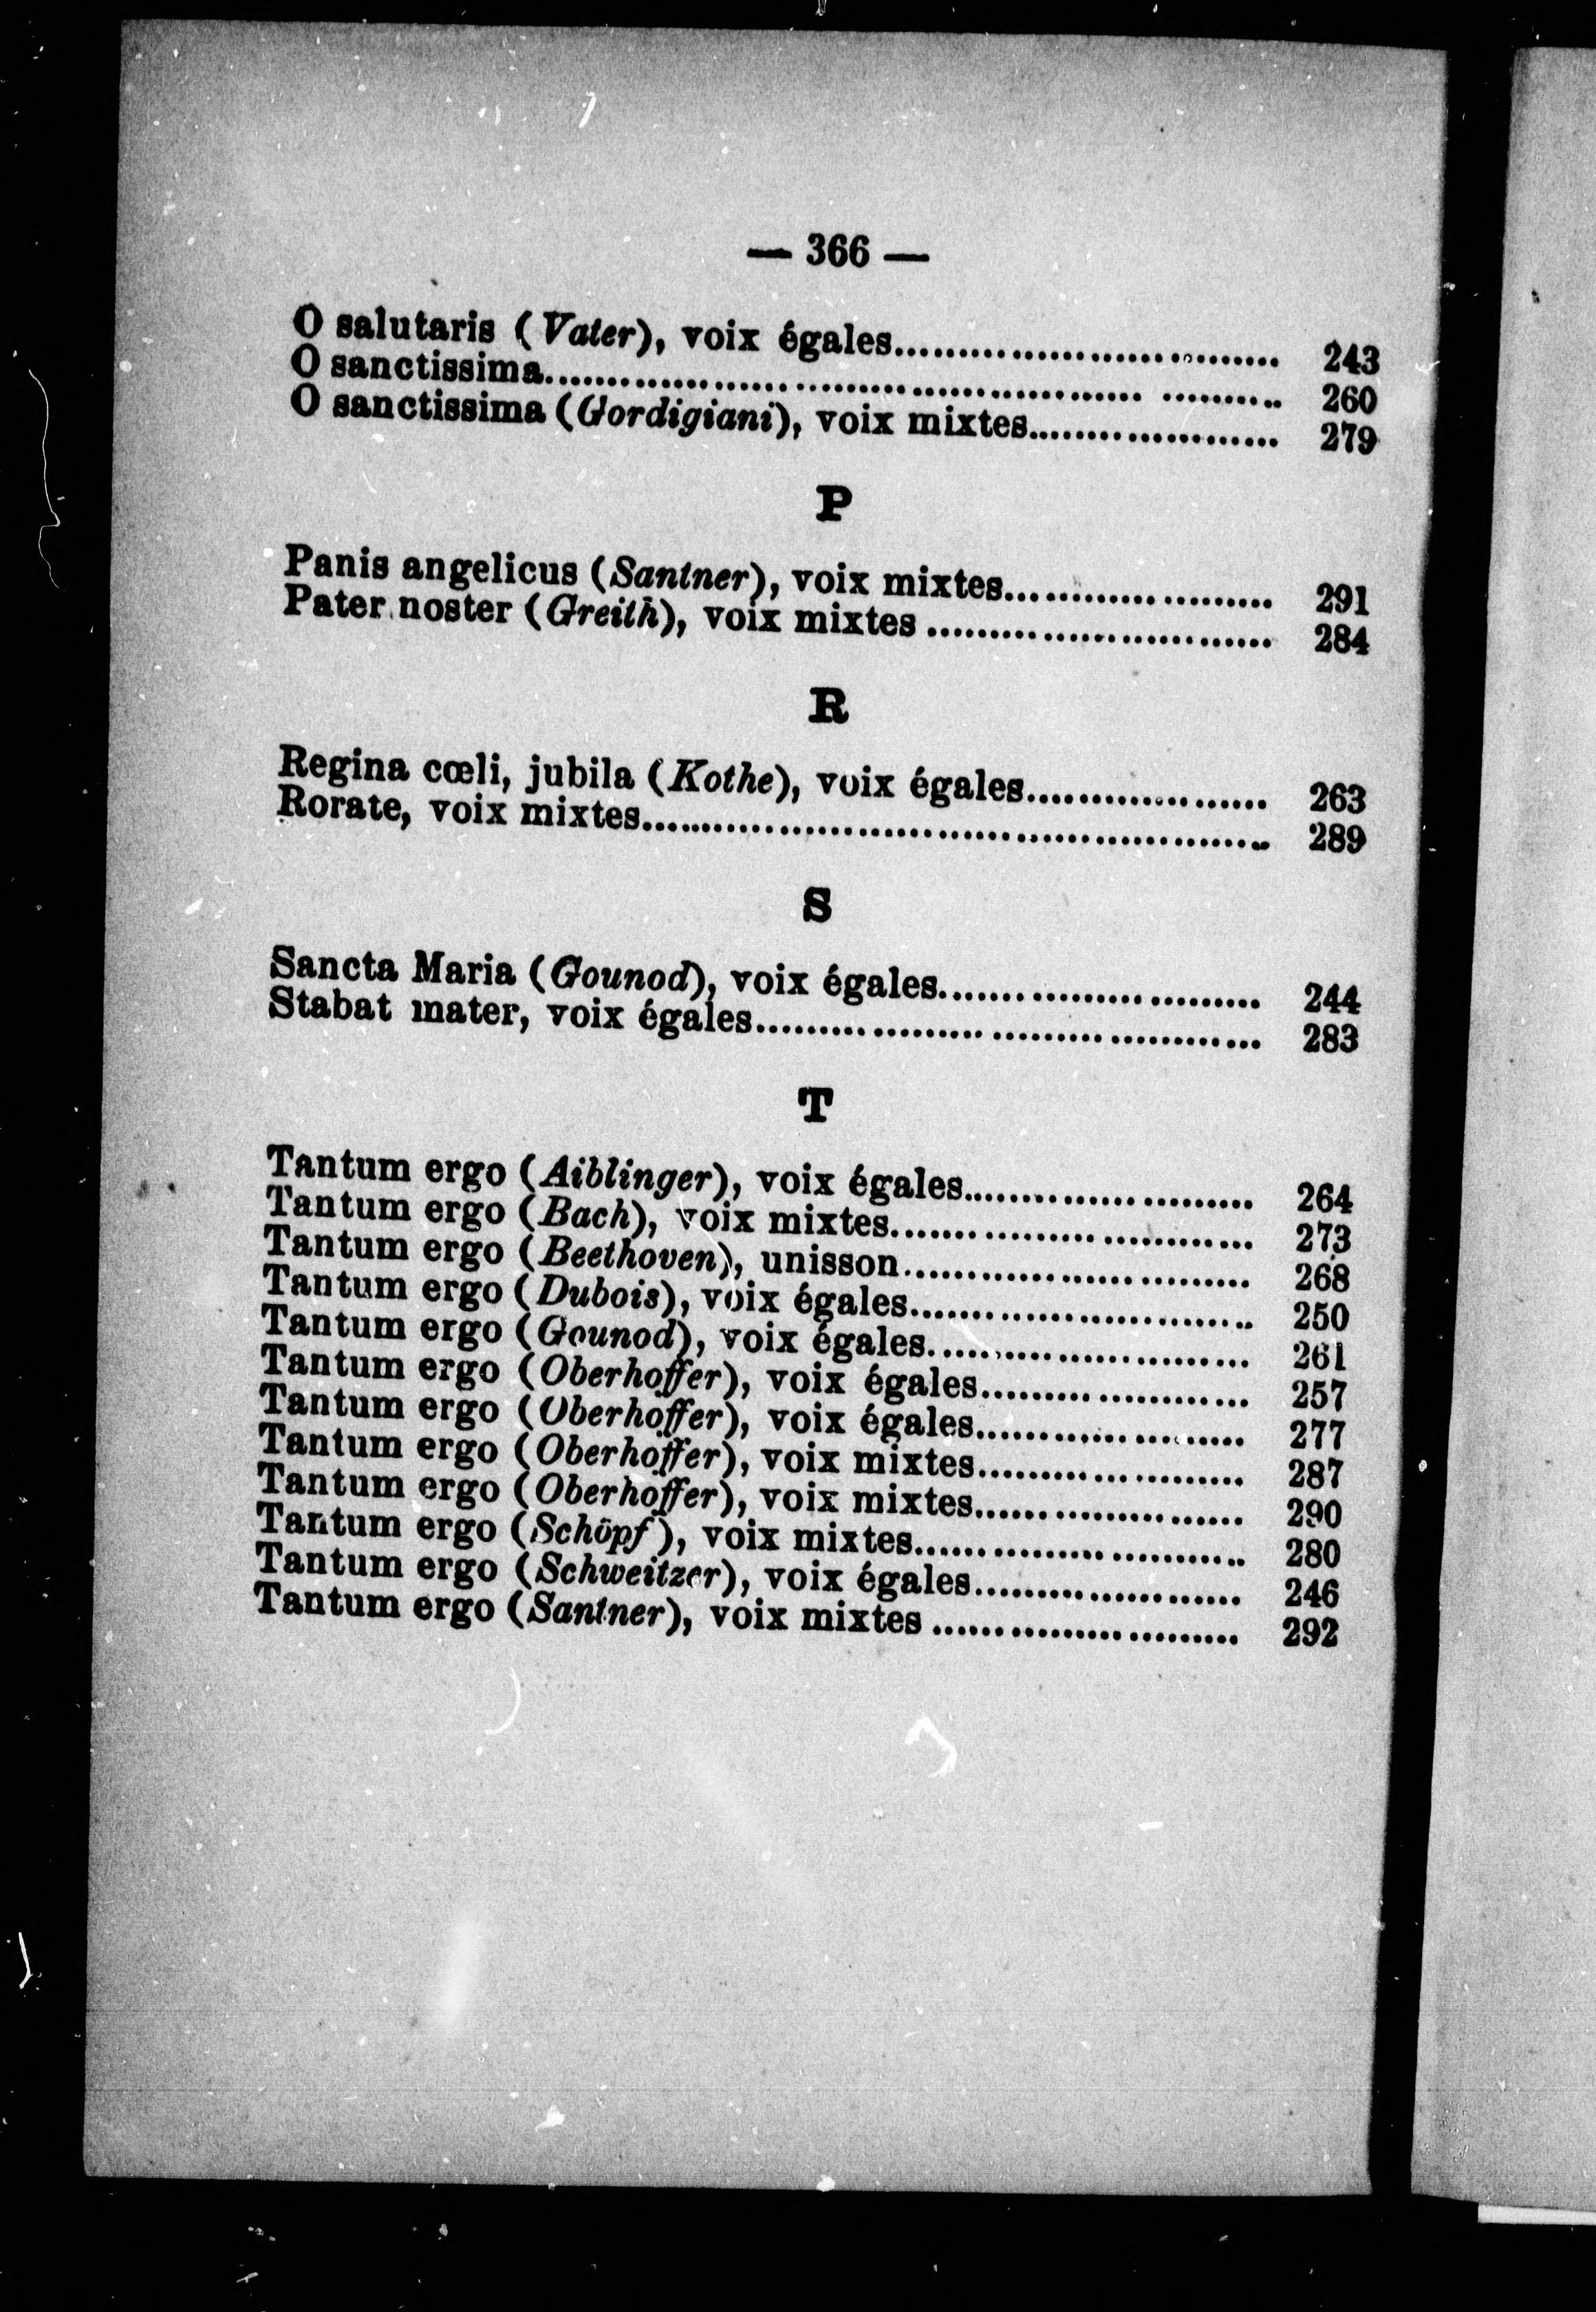 — 366 —
O salutaris (Vater), voix égales........................................ 243
O sanctissima........................................................ 260
O sanctissima (Gordigiani), voix mixtes.................... 279
P
Panis angelicus (Santner), voix mixtes..................... 291
Pater noster (Greith), voix mixtes ........................... 284
R
Regina cœli, jubila (Kothe), voix égales................... 263
Rorate, voix mixtes................................................ 289
S
Sancta Maria (Gounod), voix égales......................... 244
Stabat mater, voix égales........................................ 283
T
Tantum ergo (Aiblinger), voix égales....................... 264
Tantum ergo (Bach), voix mixtes............................ 273
Tantum ergo (Beethoven), unisson........................... 268
Tantum ergo (Dubois), voix égales........................... 250
Tantum ergo (Gounod), voix égales.......................... 261
Tantum ergo (Oberhoffer), voix égales..................... 257
Tantum ergo (Oberhoffer), voix égales..................... 277
Tantum ergo (Oberhoffer), voix mixtes..................... 287
Tantum ergo (Oberhoffer), voix mixtes..................... 290
Tantum ergo (Schöpf), voix mixtes.......................... 280
Tantum ergo (Schweitzer), voix égales..................... 246
Tantum ergo (Santner), voix mixtes ........................ 292